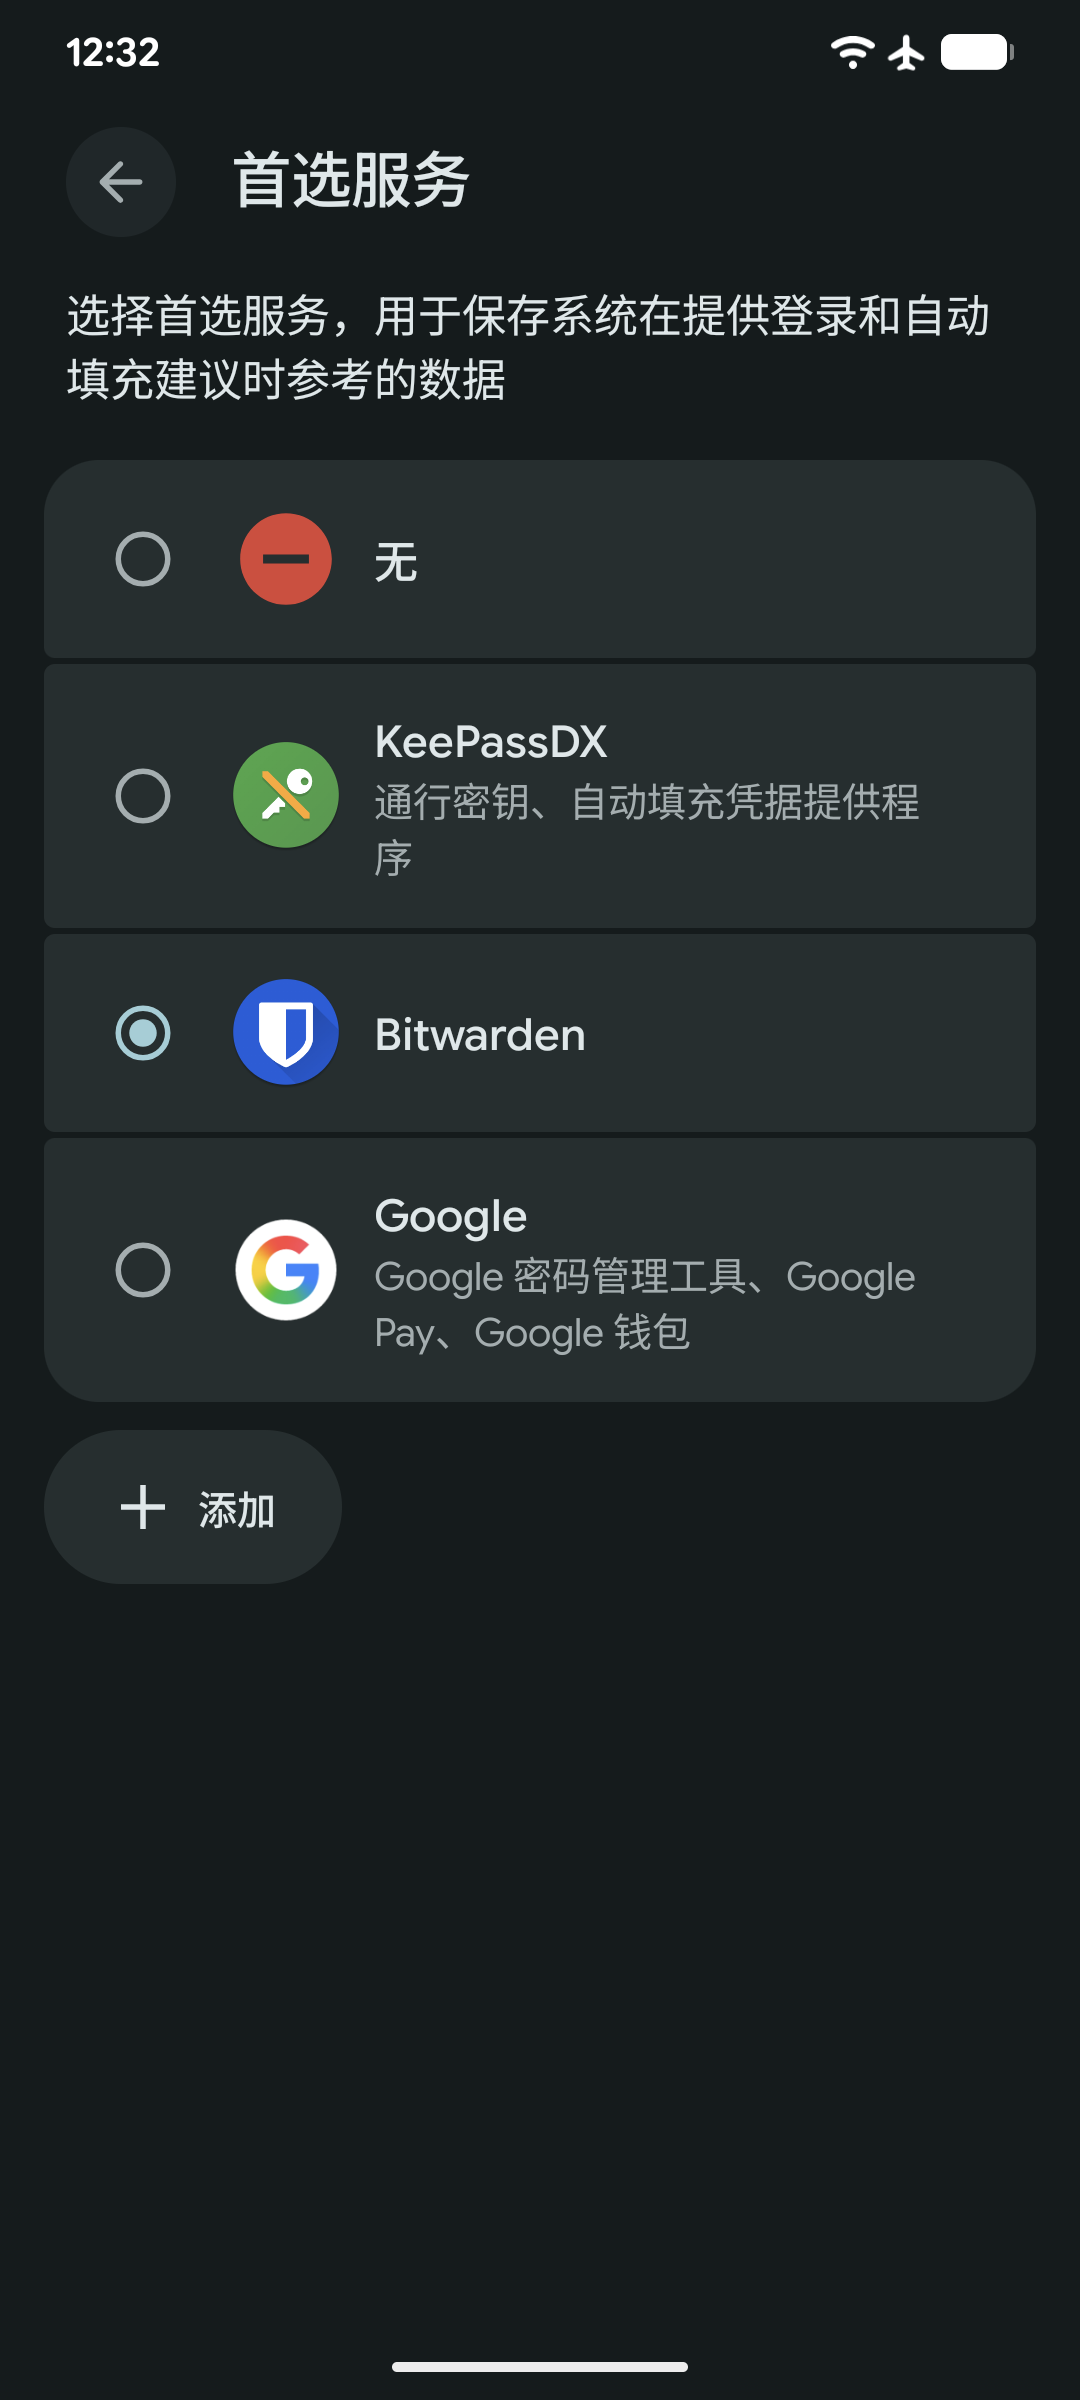 12:32
首选服务
选择首选服务，用于保存系统在提供登录和自动
填充建议时参考的数据
无
KeePassDX
通行密钥、自动填充凭据提供程
序
Bitwarden
Google
Google 密码管理工具、Google
Pay、Google 钱包
添加